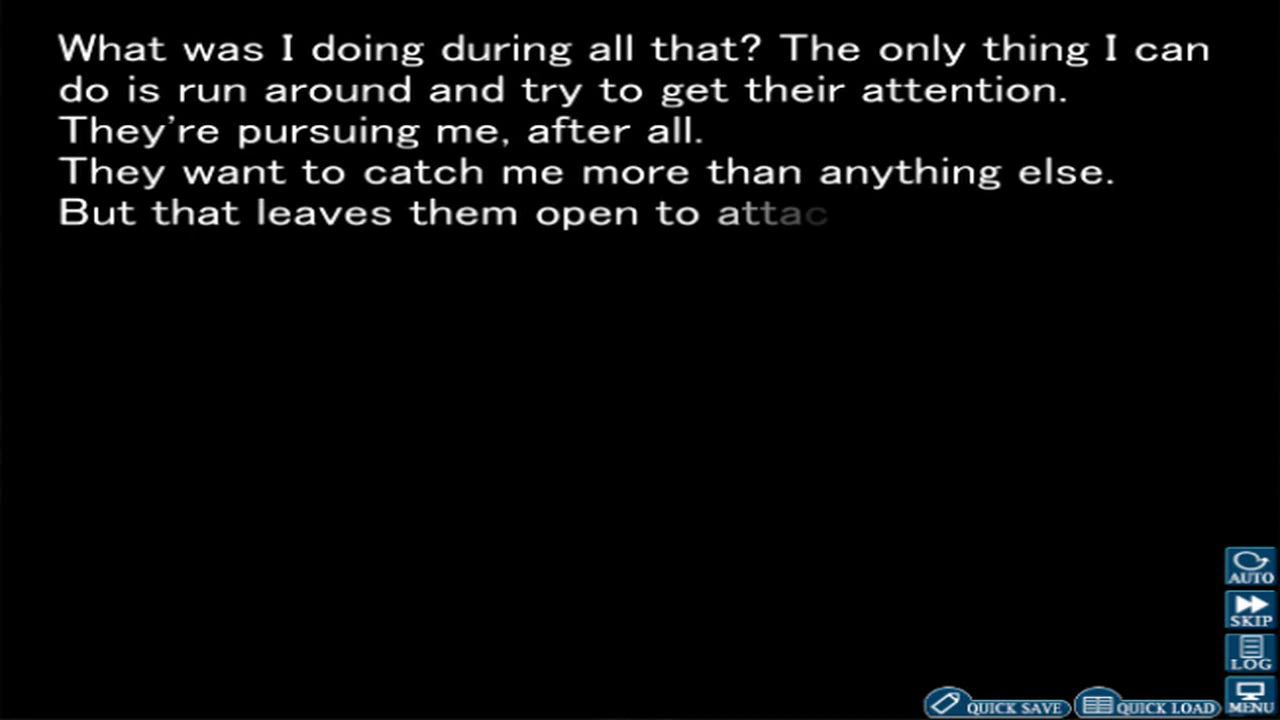 What was I doing during all that? The only thing I can
do is run around and try to get their attention.
They're pursuing me, after all.
They want to catch me more than anything else.
But that leaves them open to attac
AUTO
SKIP
LOG
QUICK SAVE
QUICK LOAD
MENU